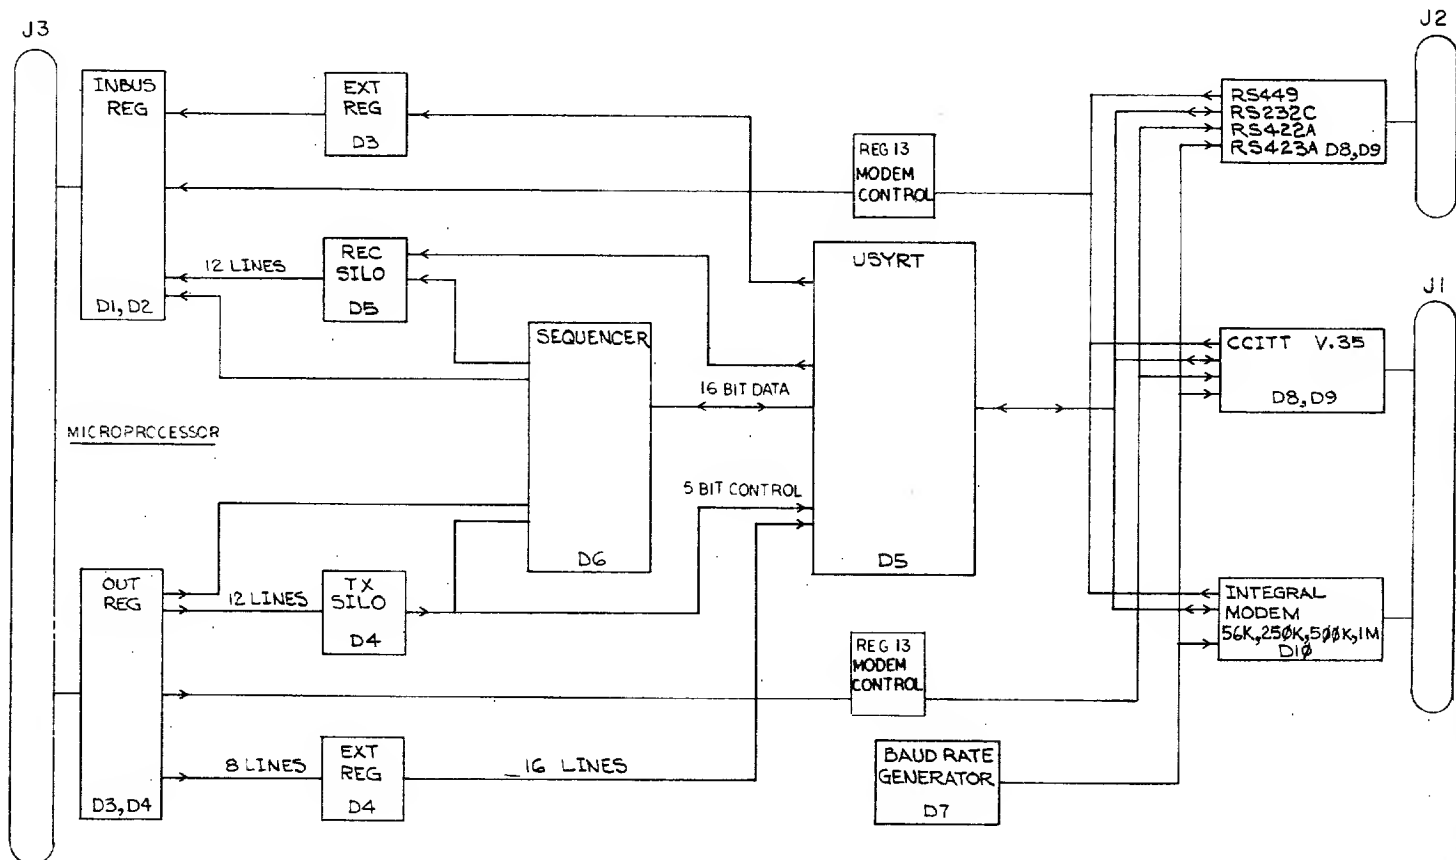 J3
J2
INBUS
REG
D1, D2
EXT
REG
D3
REG 13
MODEM
CONTROL
RS449
RS232C
RS422A
RS423A D8, D9
12 LINES
REC
SILO
D5
USYRT
D5
J1
SEQUENCER
D6
16 BIT DATA
CCITT V.35
D8, D9
MICROPROCESSOR
5 BIT CONTROL
OUT
REG
D3, D4
12 LINES
TX
SILO
D4
INTEGRAL
MODEM
56K, 250K, 500K, 1M
D10
REG 13
MODEM
CONTROL
8 LINES
EXT
REG
D4
16 LINES
BAUD RATE
GENERATOR
D7